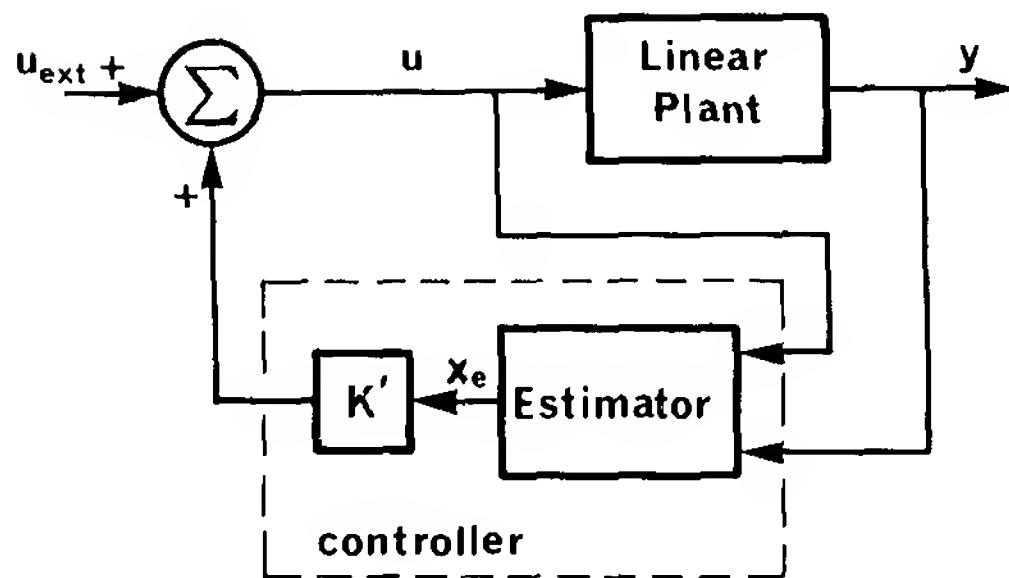 u_ext +
Σ
u
Linear
Plant
y
+
K′
x_e
Estimator
controller